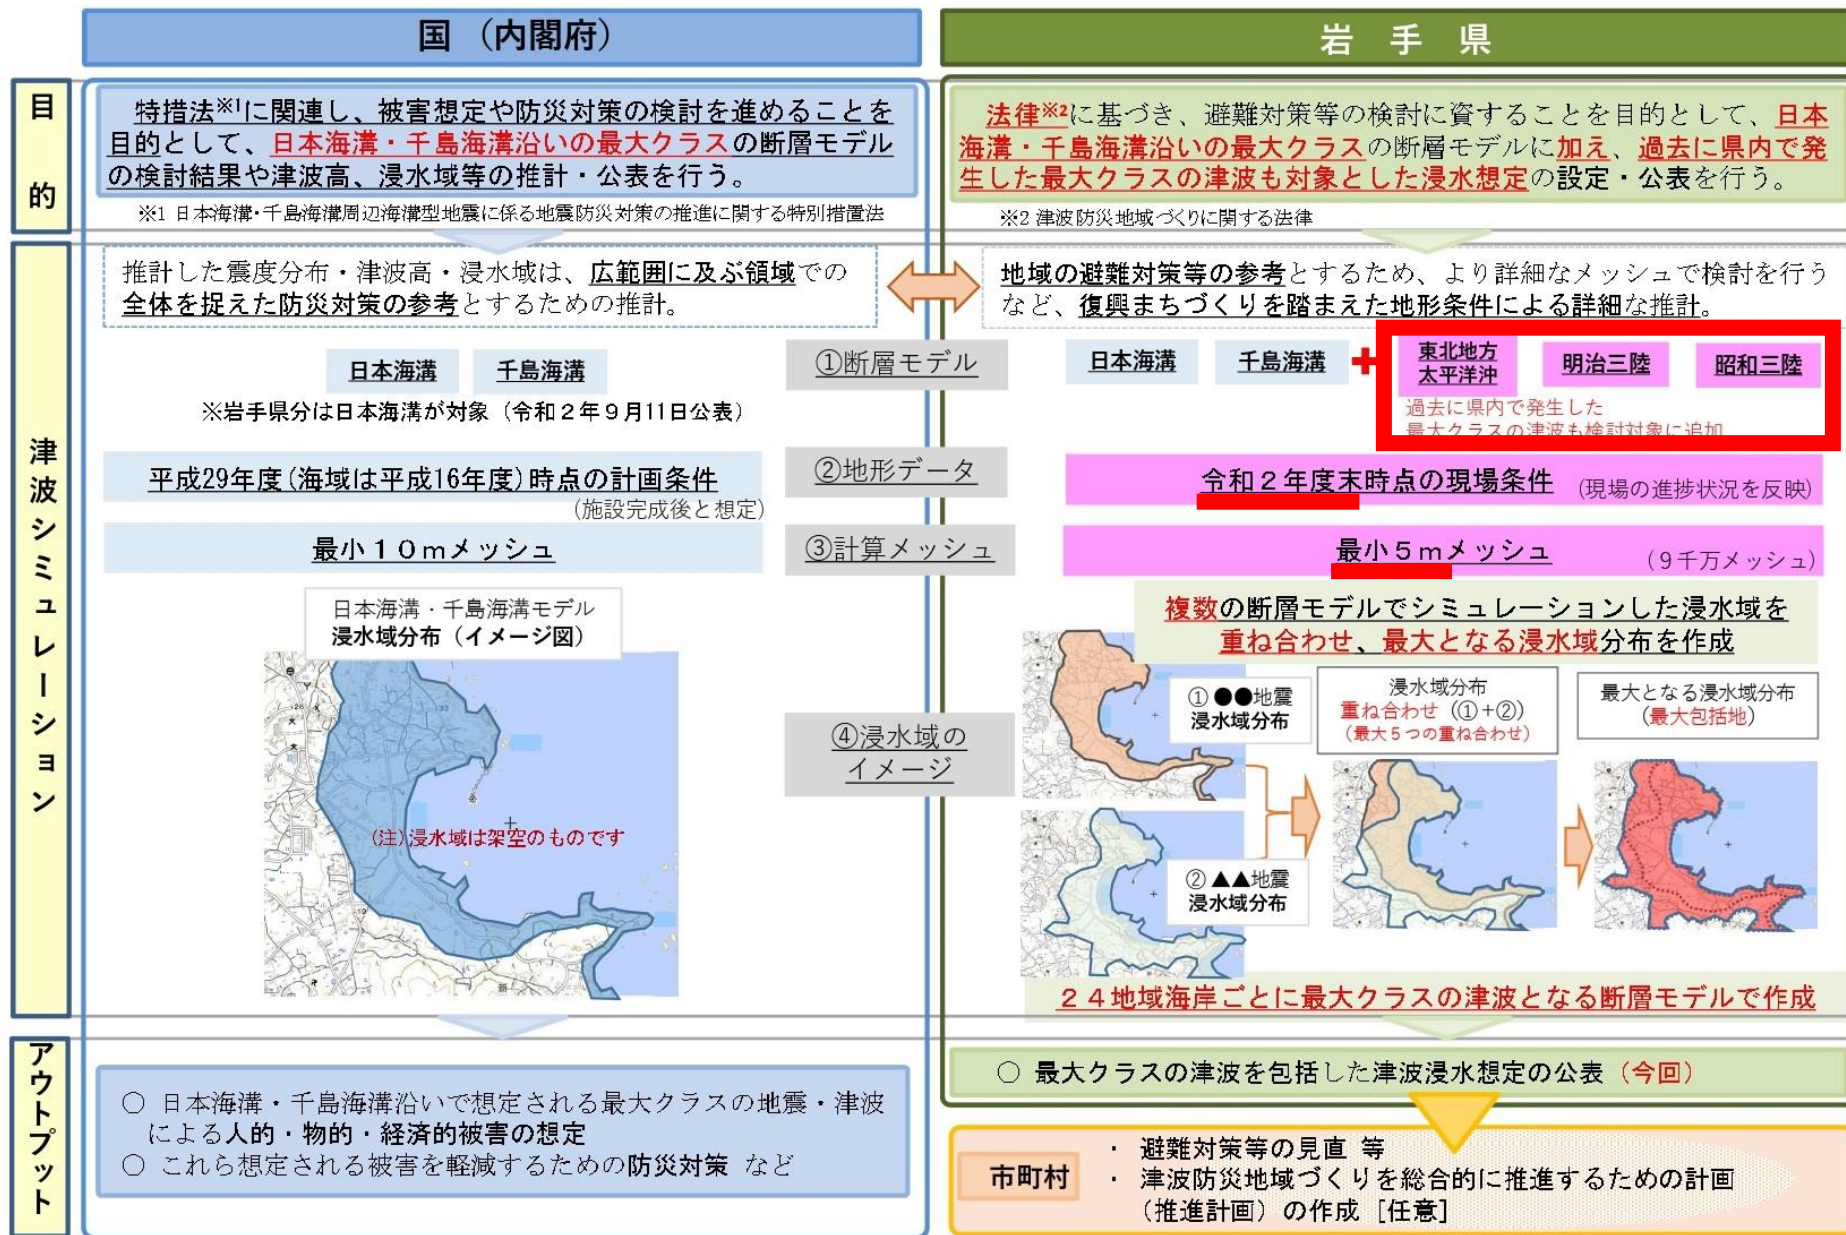 国（内閣府）
岩手県
目的
特措法※1に関連し、被害想定や防災対策の検討を進めることを
目的として、日本海溝・千島海溝沿いの最大クラスの断層モデル
の検討結果や津波高、浸水域等の推計・公表を行う。
※1 日本海溝・千島海溝周辺海溝型地震に係る地震防災対策の推進に関する特別措置法
法律※2に基づき、避難対策等の検討に資することを目的として、日本
海溝・千島海溝沿いの最大クラスの断層モデルに加え、過去に県内で発
生した最大クラスの津波も対象とした浸水想定の設定・公表を行う。
※2 津波防災地域づくりに関する法律
津波シミュレーション
推計した震度分布・津波高・浸水域は、広範囲に及ぶ領域での
全体を捉えた防災対策の参考とするための推計。
地域の避難対策等の参考とするため、より詳細なメッシュで検討を行う
など、復興まちづくりを踏まえた地形条件による詳細な推計。
日本海溝
千島海溝
※岩手県分は日本海溝が対象（令和２年９月11日公表）
①断層モデル
日本海溝
千島海溝
+
東北地方
太平洋沖
明治三陸
昭和三陸
過去に県内で発生した
最大クラスの津波も検討対象に追加
平成29年度(海域は平成16年度)時点の計画条件
(施設完成後と想定)
②地形データ
令和２年度末時点の現場条件 (現場の進捗状況を反映)
最小１０ｍメッシュ
③計算メッシュ
最小５ｍメッシュ (９千万メッシュ)
日本海溝・千島海溝モデル
浸水域分布（イメージ図）
(注)浸水域は架空のものです
④浸水域の
イメージ
複数の断層モデルでシミュレーションした浸水域を
重ね合わせ、最大となる浸水域分布を作成
①●●地震
浸水域分布
②▲▲地震
浸水域分布
浸水域分布
重ね合わせ（①＋②）
（最大５つの重ね合わせ）
最大となる浸水域分布
（最大包括地）
２４地域海岸ごとに最大クラスの津波となる断層モデルで作成
アウトプット
○ 日本海溝・千島海溝沿いで想定される最大クラスの地震・津波
による人的・物的・経済的被害の想定
○ これら想定される被害を軽減するための防災対策 など
○ 最大クラスの津波を包括した津波浸水想定の公表（今回）
市町村
・ 避難対策等の見直 等
・ 津波防災地域づくりを総合的に推進するための計画
（推進計画）の作成［任意］